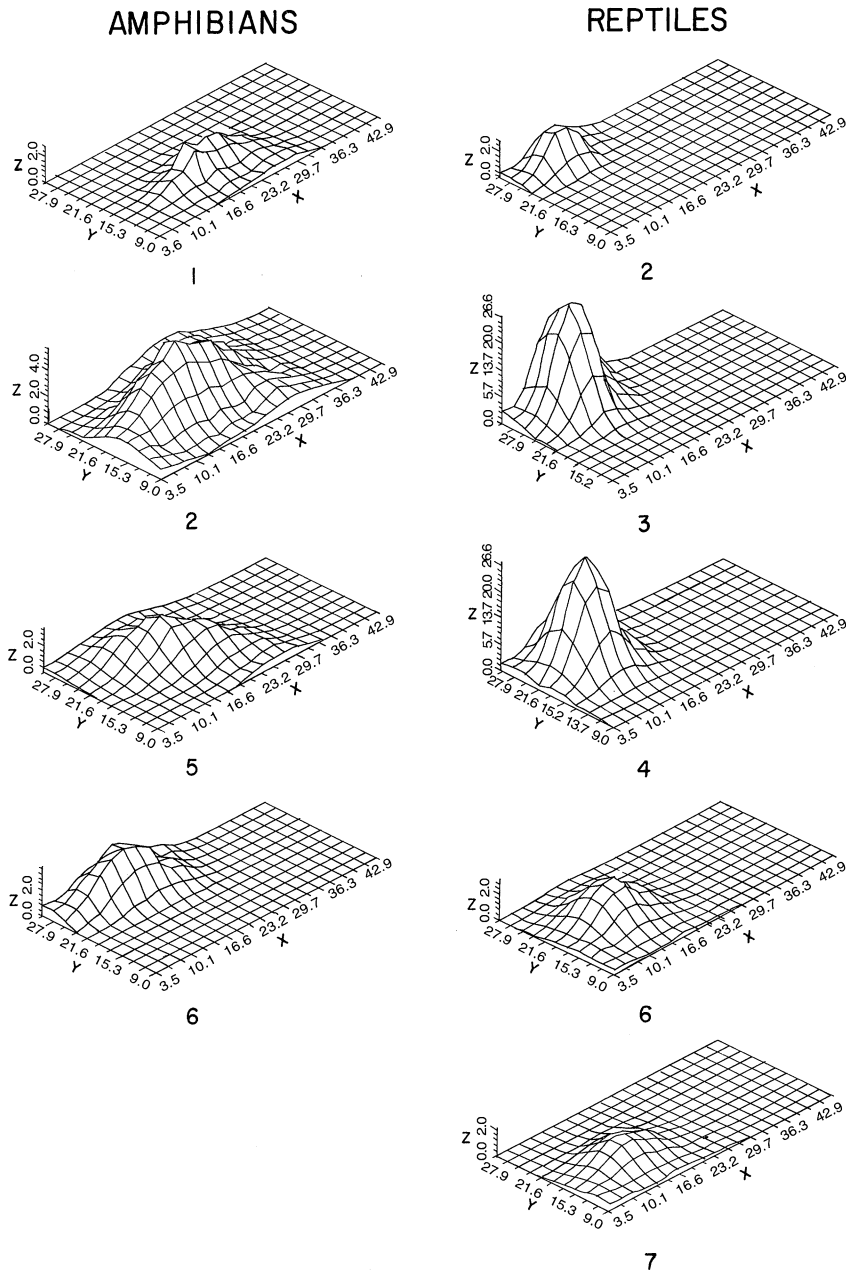 AMPHIBIANS
REPTILES
Z
0.0 2.0
27.9 21.6 15.3 9.0
Y
3.6 10.1 16.6 23.2 29.7 36.3 42.9
X
1
Z
0.0 2.0
27.9 21.6 16.3 9.0
Y
3.5 10.1 16.6 23.2 29.7 36.3 42.9
X
2
Z
0.0 2.0 4.0
27.9 21.6 15.3 9.0
Y
3.5 10.1 16.6 23.2 29.7 36.3 42.9
X
2
Z
0.0 5.7 13.7 20.0 26.6
27.9 21.6 15.2
Y
3.5 10.1 16.6 23.2 29.7 36.3 42.9
X
3
Z
0.0 2.0
27.9 21.6 15.3 9.0
Y
3.5 10.1 16.6 23.2 29.7 36.3 42.9
X
5
Z
0.0 5.7 13.7 20.0 26.6
27.9 21.6 15.2 13.7 9.0
Y
3.5 10.1 16.6 23.2 29.7 36.3 42.9
X
4
Z
0.0 2.0
27.9 21.6 15.3 9.0
Y
3.5 10.1 16.6 23.2 29.7 36.3 42.9
X
6
Z
0.0 2.0
27.9 21.6 15.3 9.0
Y
3.5 10.1 16.6 23.2 29.7 36.3 42.9
X
6
Z
0.0 2.0
27.9 21.6 15.3 9.0
Y
3.5 10.1 16.6 23.2 29.7 36.3 42.9
X
7